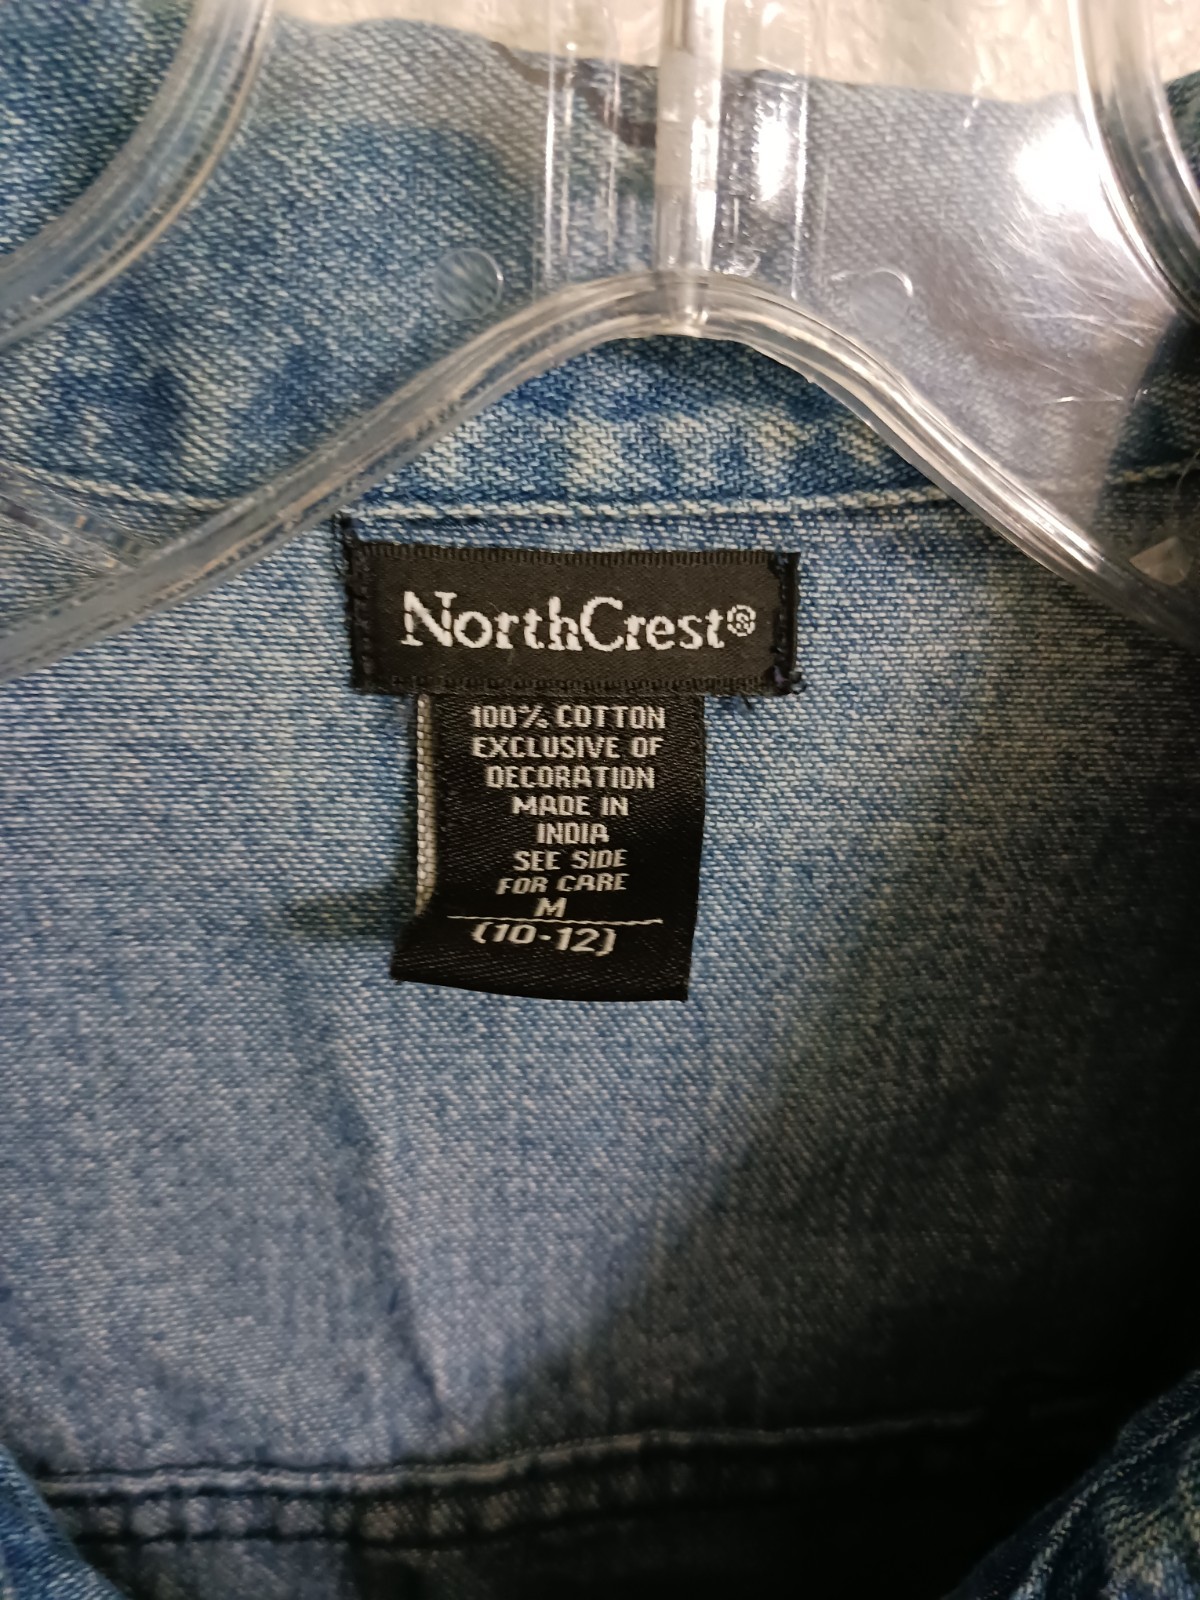 NorthCrest®
100% COTTON
EXCLUSIVE OF
DECORATION
MADE IN
INDIA
SEE SIDE
FOR CARE
M
(10-12)